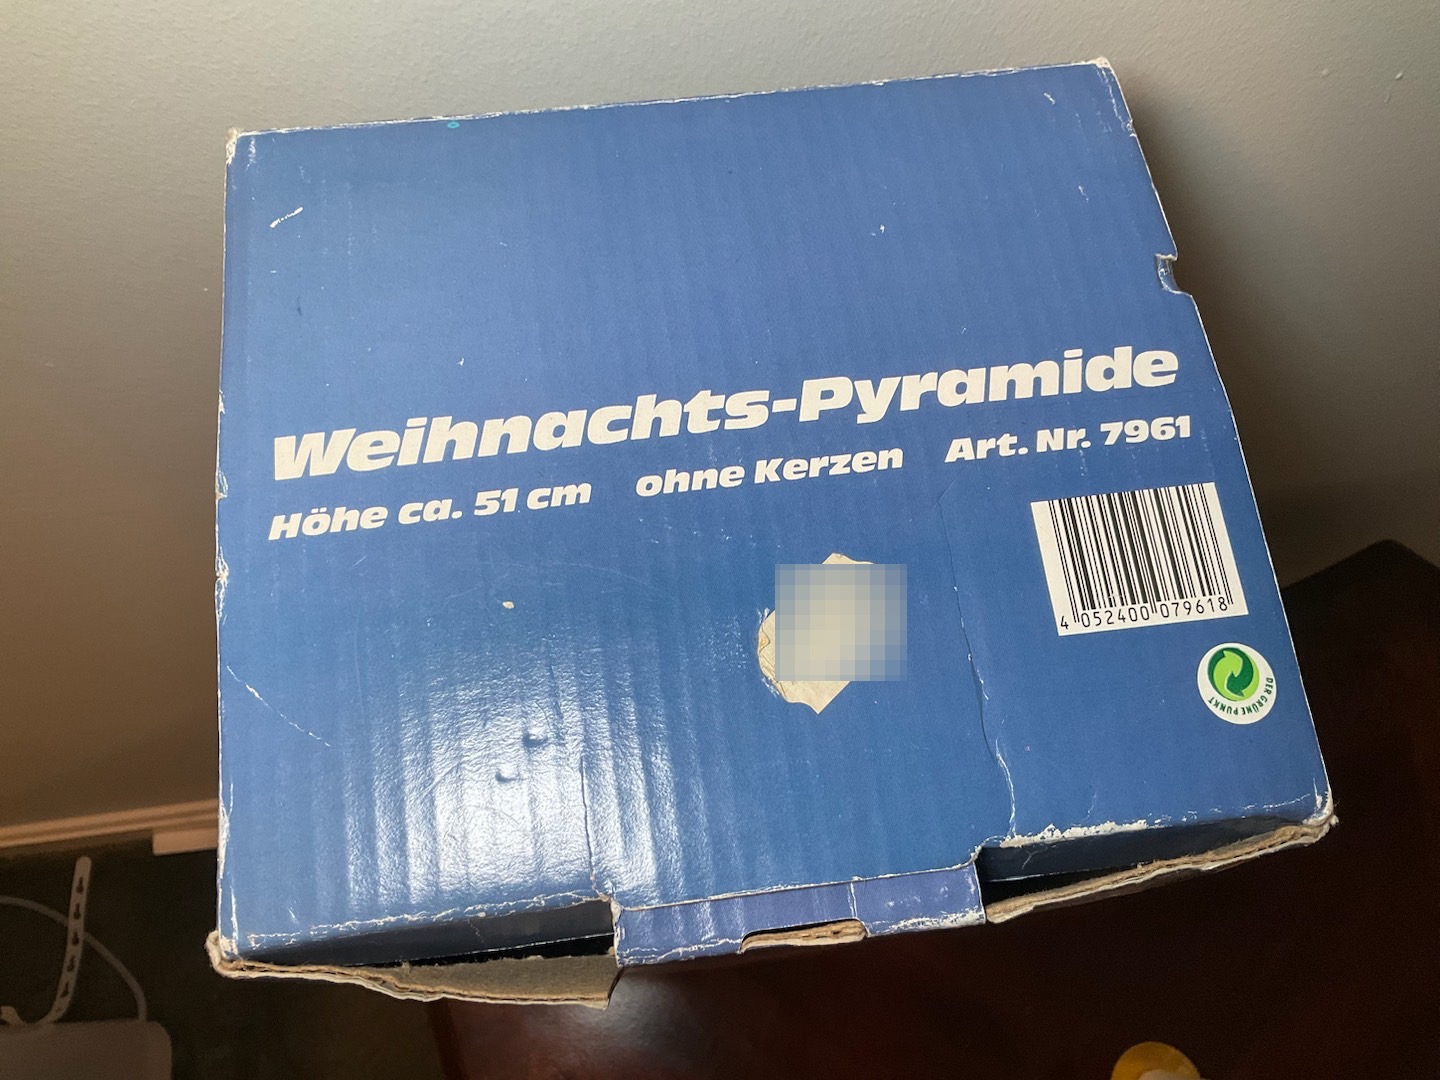 Weihnachts-Pyramide
Höhe ca. 51 cm ohne Kerzen Art. Nr. 7961
4 052400 079618
DER GRÜNE PUNKT